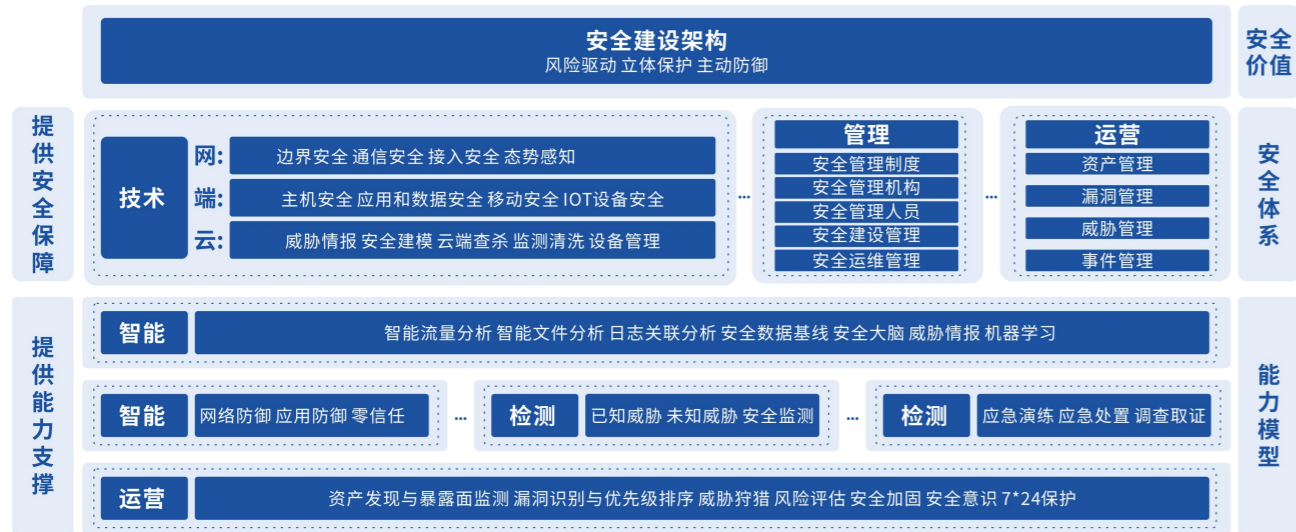 安全建设架构
风险驱动 立体保护 主动防御
安全价值
提供安全保障
技术
网:
边界安全 通信安全 接入安全 态势感知
端:
主机安全 应用和数据安全 移动安全 IOT设备安全
云:
威胁情报 安全建模 云端查杀 监测清洗 设备管理
...
管理
安全管理制度
安全管理机构
安全管理人员
安全建设管理
安全运维管理
...
运营
资产管理
漏洞管理
威胁管理
事件管理
安全体系
提供能力支撑
智能
智能流量分析 智能文件分析 日志关联分析 安全数据基线 安全大脑 威胁情报 机器学习
智能
网络防御 应用防御 零信任
...
检测
已知威胁 未知威胁 安全监测
...
检测
应急演练 应急处置 调查取证
运营
资产发现与暴露面监测 漏洞识别与优先级排序 威胁狩猎 风险评估 安全加固 安全意识 7*24保护
能力模型